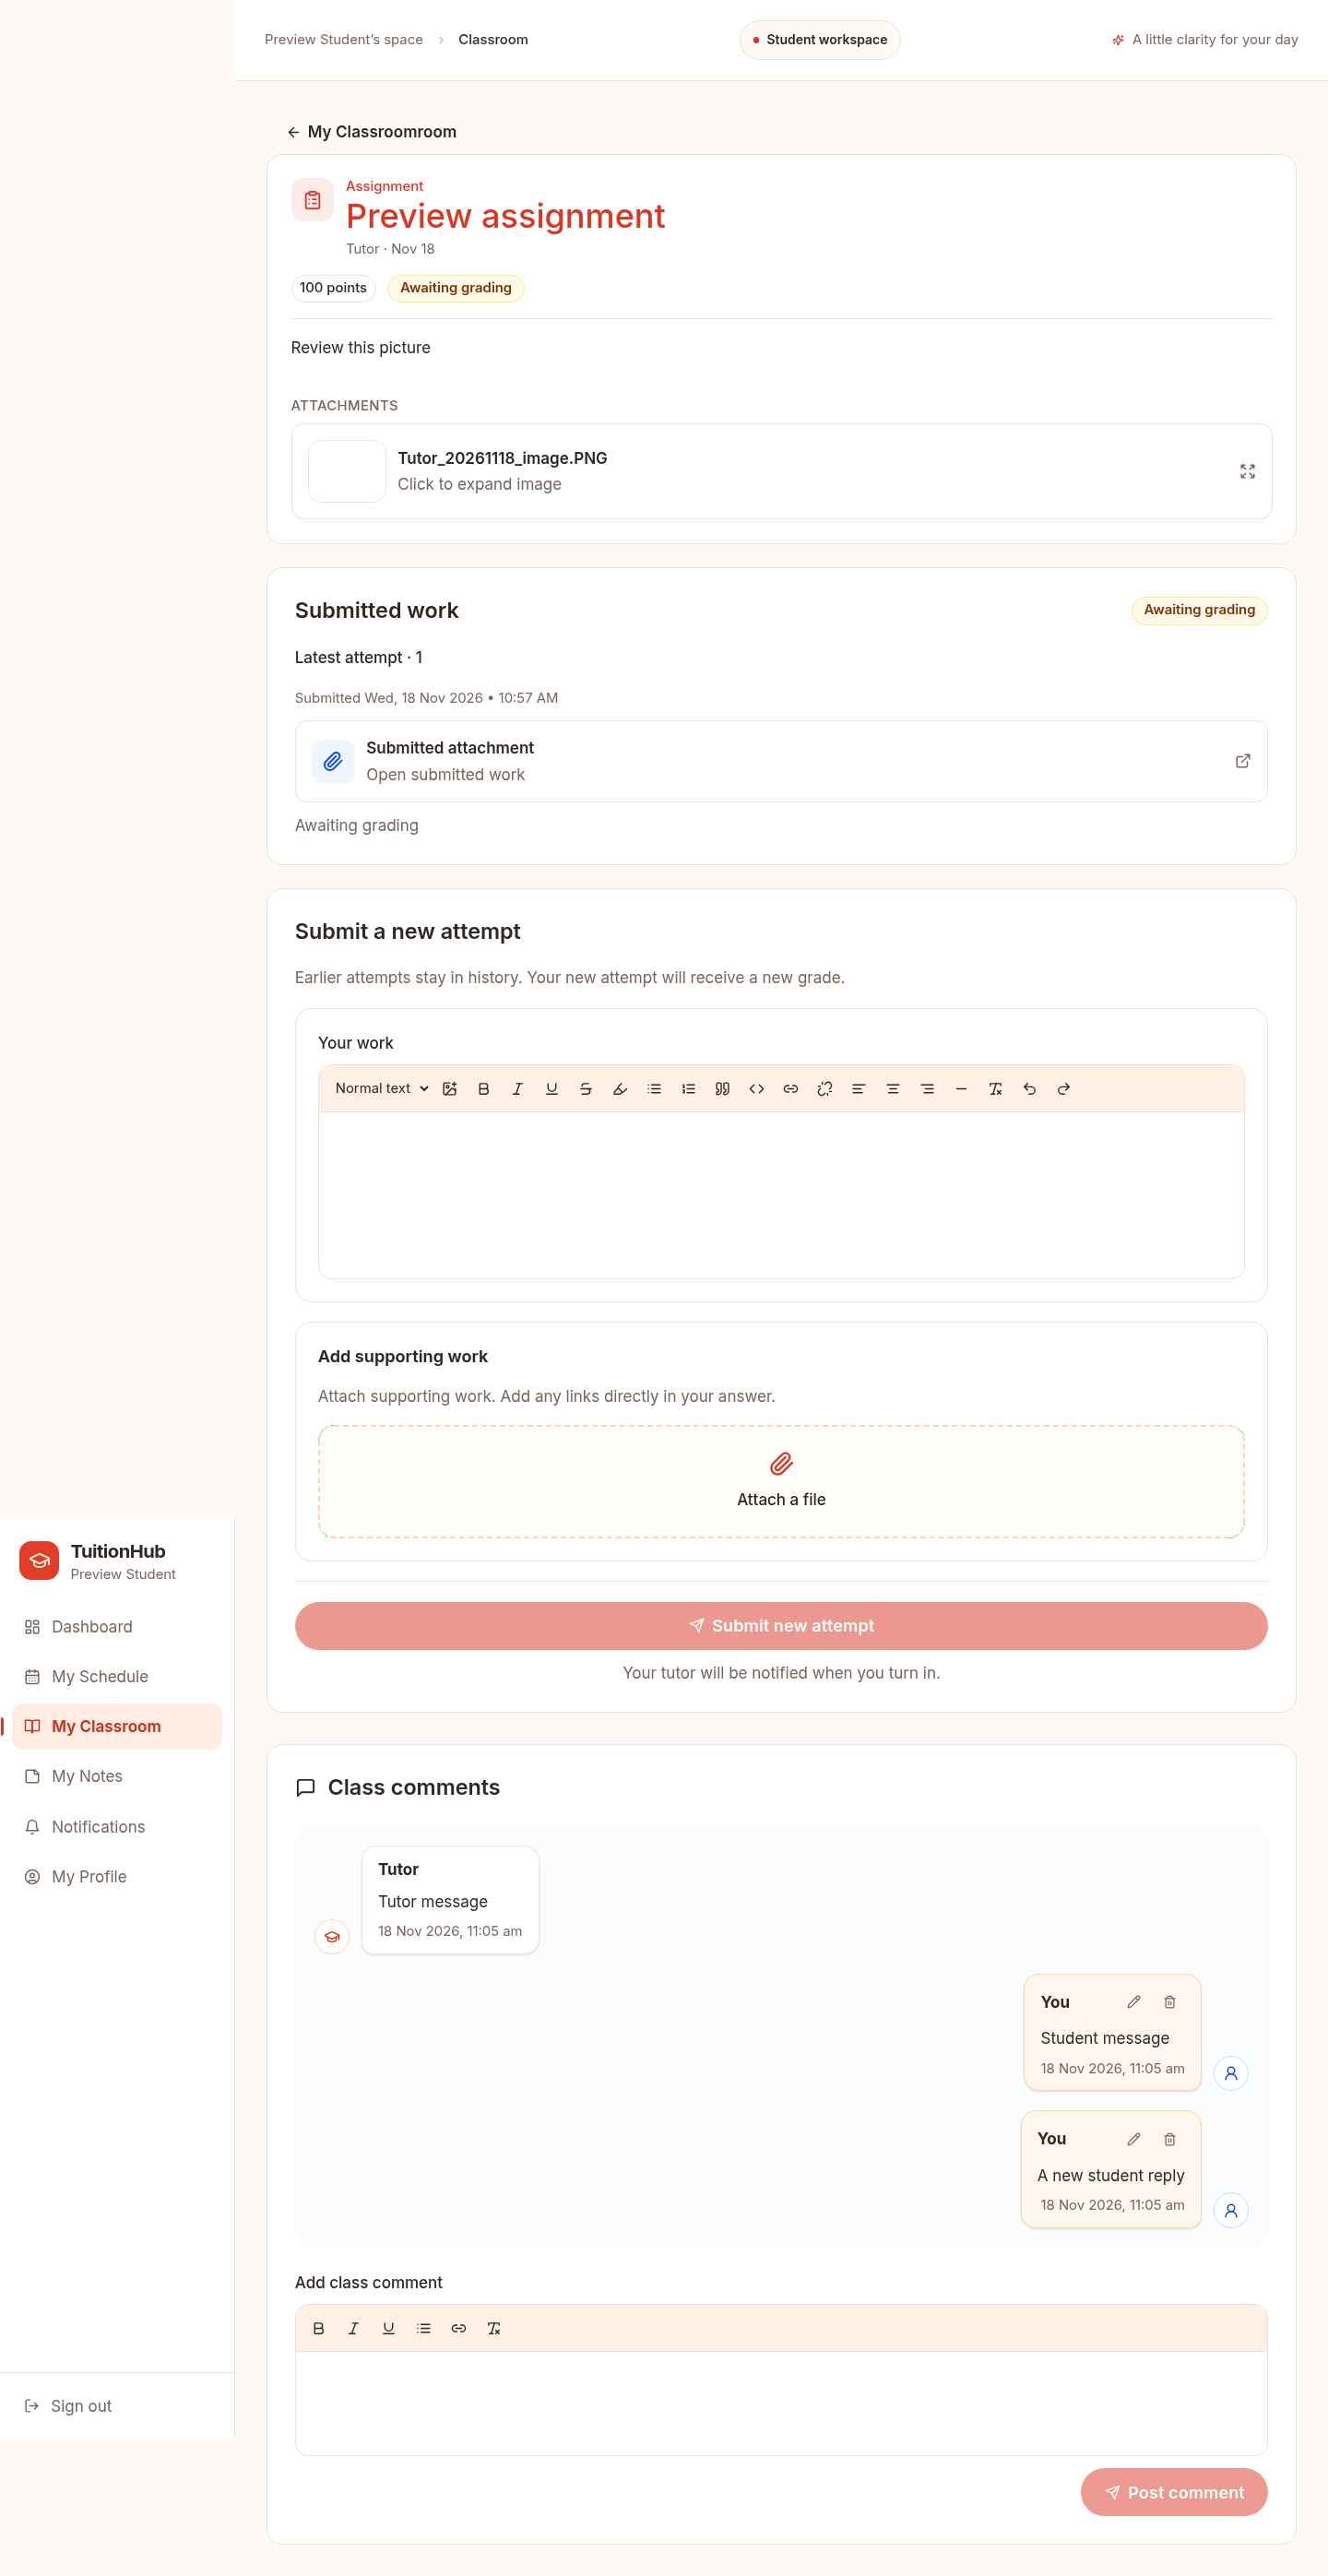 Preview Student's space
Classroom
Student workspace
A little clarity for your day
My Classroomroom
Assignment
Preview assignment
Tutor · Nov 18
100 points
Awaiting grading
Review this picture
ATTACHMENTS
Tutor_20261118_image.PNG
Click to expand image
Submitted work
Awaiting grading
Latest attempt · 1
Submitted Wed, 18 Nov 2026 • 10:57 AM
Submitted attachment
Open submitted work
Awaiting grading
Submit a new attempt
Earlier attempts stay in history. Your new attempt will receive a new grade.
Your work
Normal text
Add supporting work
Attach supporting work. Add any links directly in your answer.
Attach a file
Submit new attempt
Your tutor will be notified when you turn in.
TuitionHub
Preview Student
Dashboard
My Schedule
My Classroom
My Notes
Notifications
My Profile
Sign out
Class comments
Tutor
Tutor message
18 Nov 2026, 11:05 am
You
Student message
18 Nov 2026, 11:05 am
You
A new student reply
18 Nov 2026, 11:05 am
Add class comment
Post comment